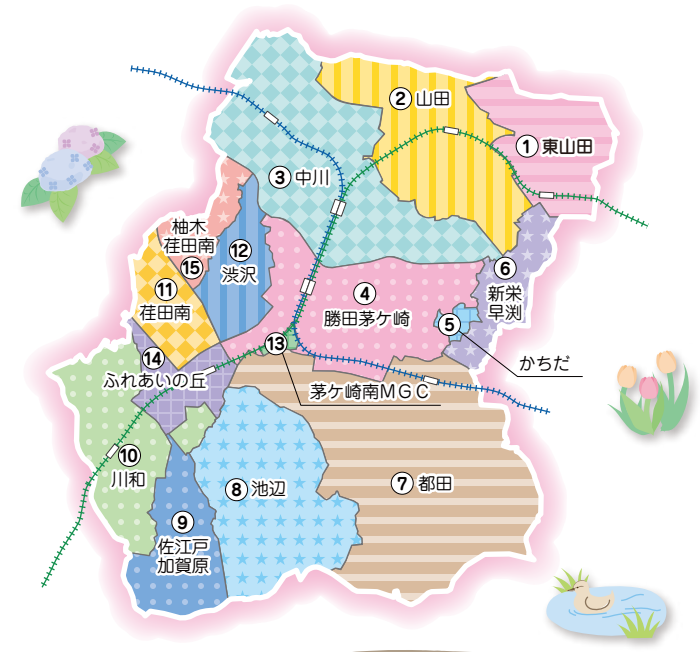 ①東山田
②山田
③中川
④
勝田茅ケ崎
⑤
かちだ
⑥
新栄
早渕
⑦都田
⑧池辺
⑨
佐江戸
加賀原
⑩
川和
⑪
荏田南
⑫
渋沢
⑬
茅ケ崎南MGC
⑭
ふれあいの丘
柚木
荏田南
⑮